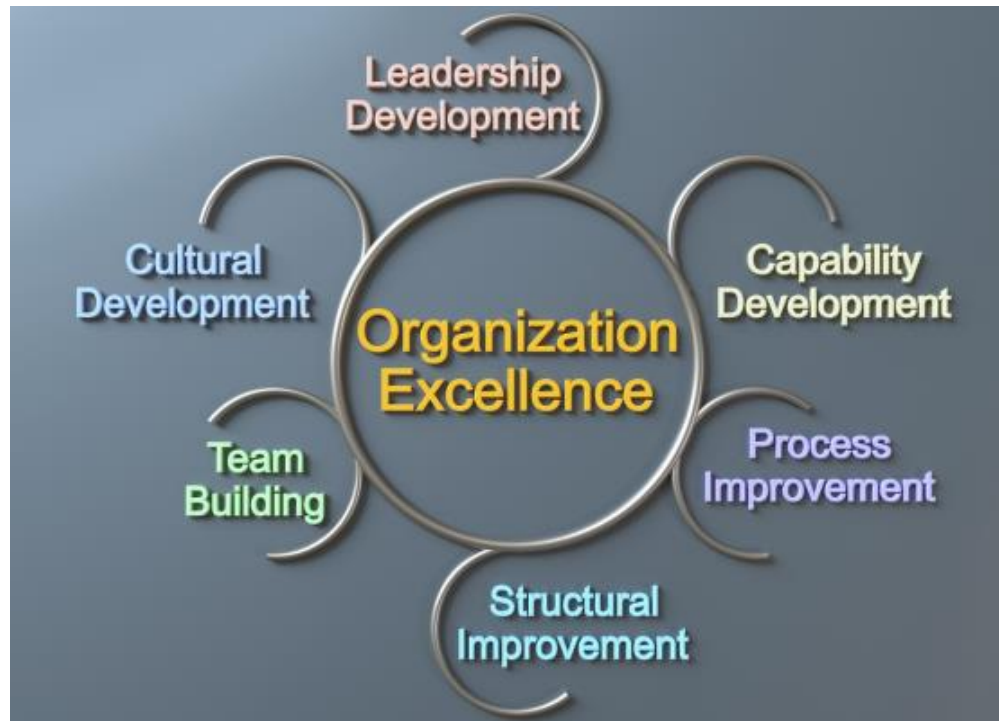 Leadership
Development
Cultural
Development
Capability
Development
Organization
Excellence
Team
Building
Process
Improvement
Structural
Improvement